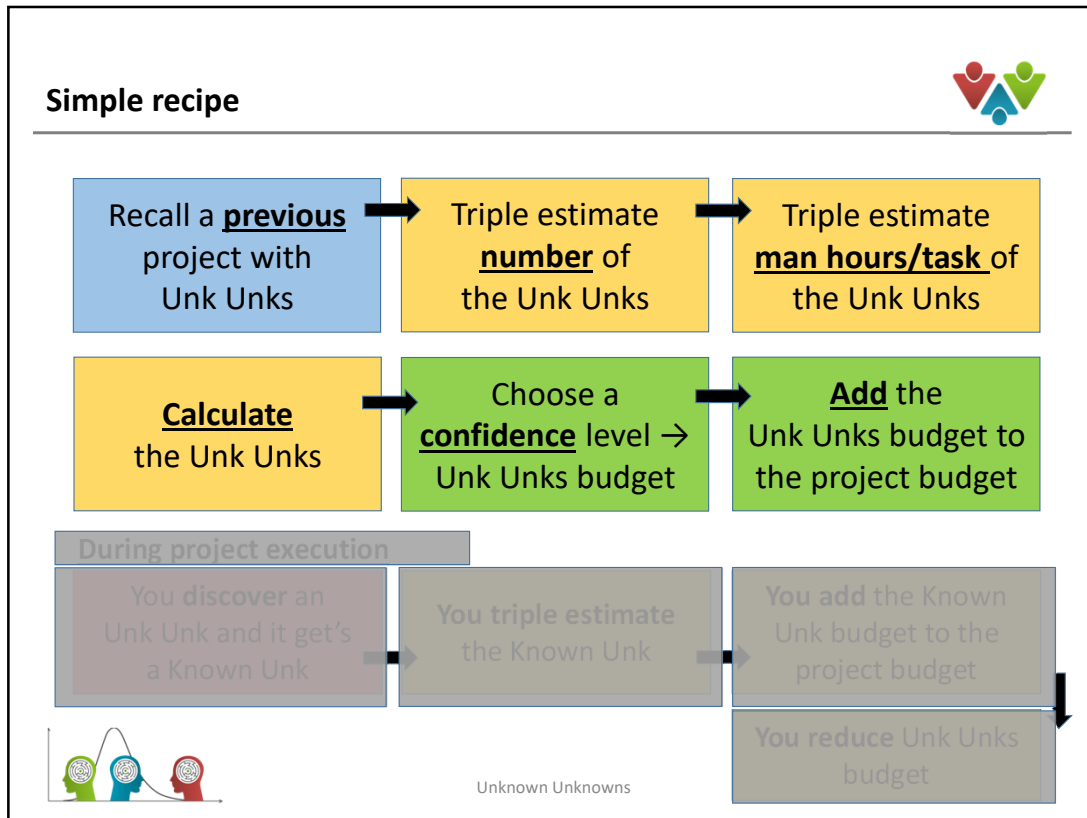 Simple recipe
Recall a previous
project with
Unk Unks
Triple estimate
number of
the Unk Unks
Triple estimate
man hours/task of
the Unk Unks
Calculate
the Unk Unks
Choose a
confidence level →
Unk Unks budget
Add the
Unk Unks budget to
the project budget
During project execution
You discover an
Unk Unk and it get's
a Known Unk
You triple estimate
the Known Unk
You add the Known
Unk budget to the
project budget
You reduce Unk Unks
budget
Unknown Unknowns